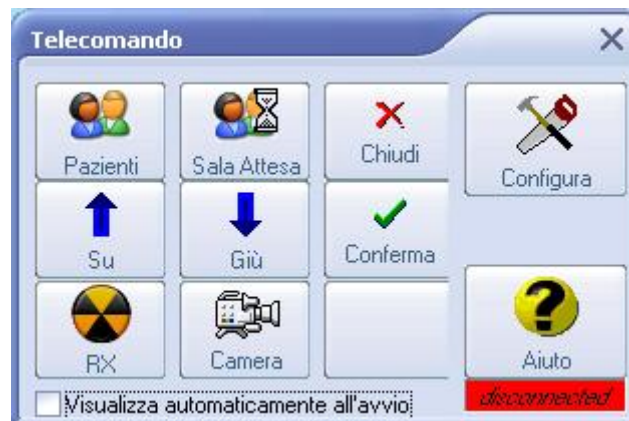 Telecomando
Pazienti
Sala Attesa
Chiudi
Configura
Su
Giù
Conferma
RX
Camera
Aiuto
disconnected
Visualizza automaticamente all'avvio